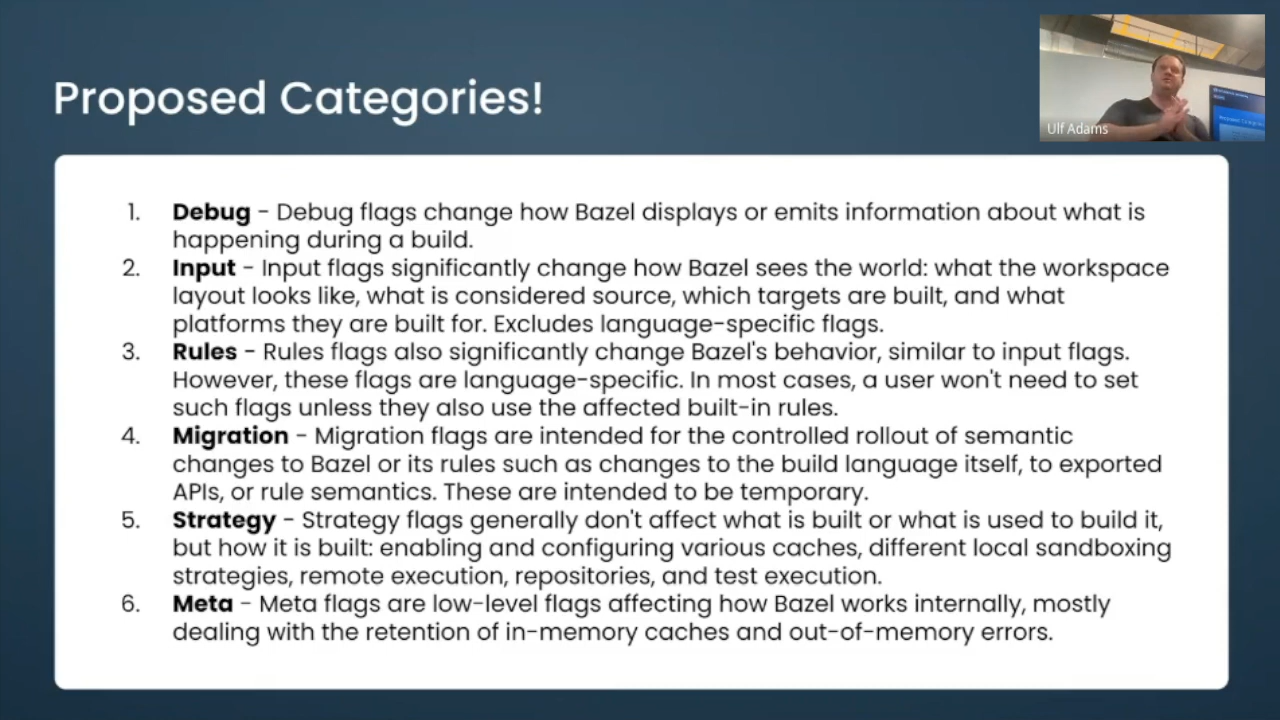 Proposed Categories!
Ulf Adams
1. Debug - Debug flags change how Bazel displays or emits information about what is
happening during a build.
2. Input - Input flags significantly change how Bazel sees the world: what the workspace
layout looks like, what is considered source, which targets are built, and what
platforms they are built for. Excludes language-specific flags.
3. Rules - Rules flags also significantly change Bazel's behavior, similar to input flags.
However, these flags are language-specific. In most cases, a user won't need to set
such flags unless they also use the affected built-in rules.
4. Migration - Migration flags are intended for the controlled rollout of semantic
changes to Bazel or its rules such as changes to the build language itself, to exported
APIs, or rule semantics. These are intended to be temporary.
5. Strategy - Strategy flags generally don't affect what is built or what is used to build it,
but how it is built: enabling and configuring various caches, different local sandboxing
strategies, remote execution, repositories, and test execution.
6. Meta - Meta flags are low-level flags affecting how Bazel works internally, mostly
dealing with the retention of in-memory caches and out-of-memory errors.